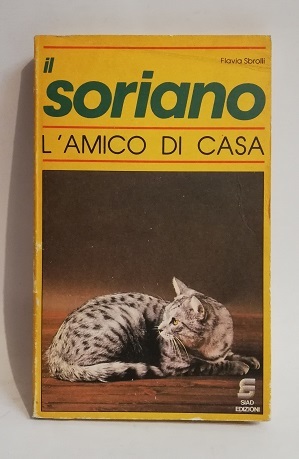 Flavia Sbrolli
il
soriano
L'AMICO DI CASA
SIAD
EDIZIONI